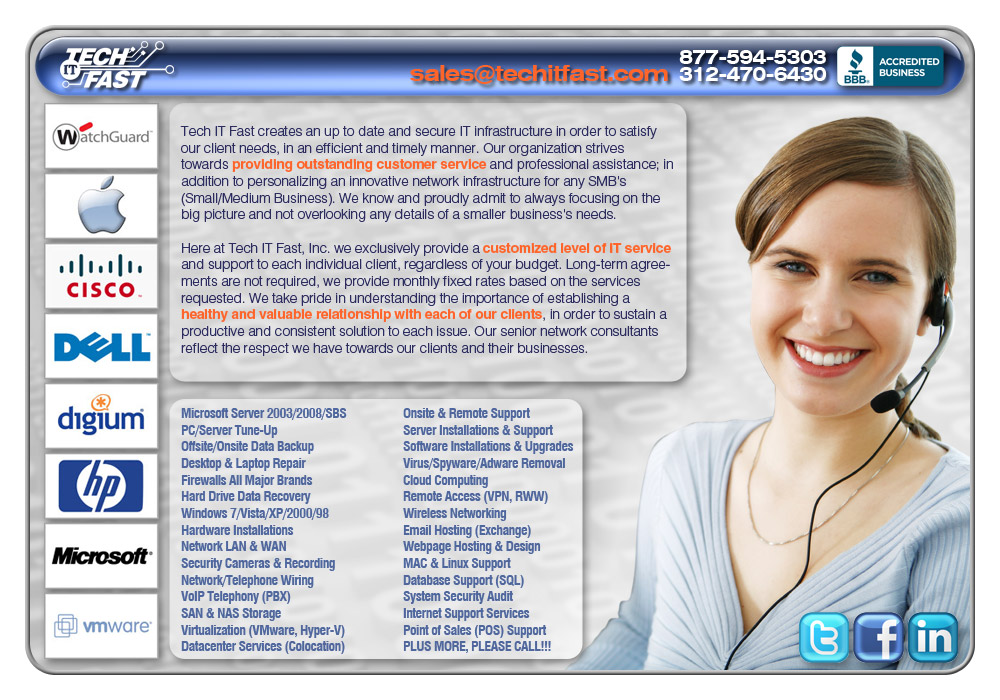 TECH
IT
FAST
sales@techitfast.com
877-594-5303
312-470-6430
BBB.
ACCREDITED
BUSINESS
WatchGuard
CISCO
DELL
digium
hp
Microsoft
vmware
Tech IT Fast creates an up to date and secure IT infrastructure in order to satisfy
our client needs, in an efficient and timely manner. Our organization strives
towards providing outstanding customer service and professional assistance; in
addition to personalizing an innovative network infrastructure for any SMB's
(Small/Medium Business). We know and proudly admit to always focusing on the
big picture and not overlooking any details of a smaller business's needs.
Here at Tech IT Fast, Inc. we exclusively provide a customized level of IT service
and support to each individual client, regardless of your budget. Long-term agree-
ments are not required, we provide monthly fixed rates based on the services
requested. We take pride in understanding the importance of establishing a
healthy and valuable relationship with each of our clients, in order to sustain a
productive and consistent solution to each issue. Our senior network consultants
reflect the respect we have towards our clients and their businesses.
Microsoft Server 2003/2008/SBS
PC/Server Tune-Up
Offsite/Onsite Data Backup
Desktop & Laptop Repair
Firewalls All Major Brands
Hard Drive Data Recovery
Windows 7/Vista/XP/2000/98
Hardware Installations
Network LAN & WAN
Security Cameras & Recording
Network/Telephone Wiring
VoIP Telephony (PBX)
SAN & NAS Storage
Virtualization (VMware, Hyper-V)
Datacenter Services (Colocation)
Onsite & Remote Support
Server Installations & Support
Software Installations & Upgrades
Virus/Spyware/Adware Removal
Cloud Computing
Remote Access (VPN, RWW)
Wireless Networking
Email Hosting (Exchange)
Webpage Hosting & Design
MAC & Linux Support
Database Support (SQL)
System Security Audit
Internet Support Services
Point of Sales (POS) Support
PLUS MORE, PLEASE CALL!!!
t
f
in